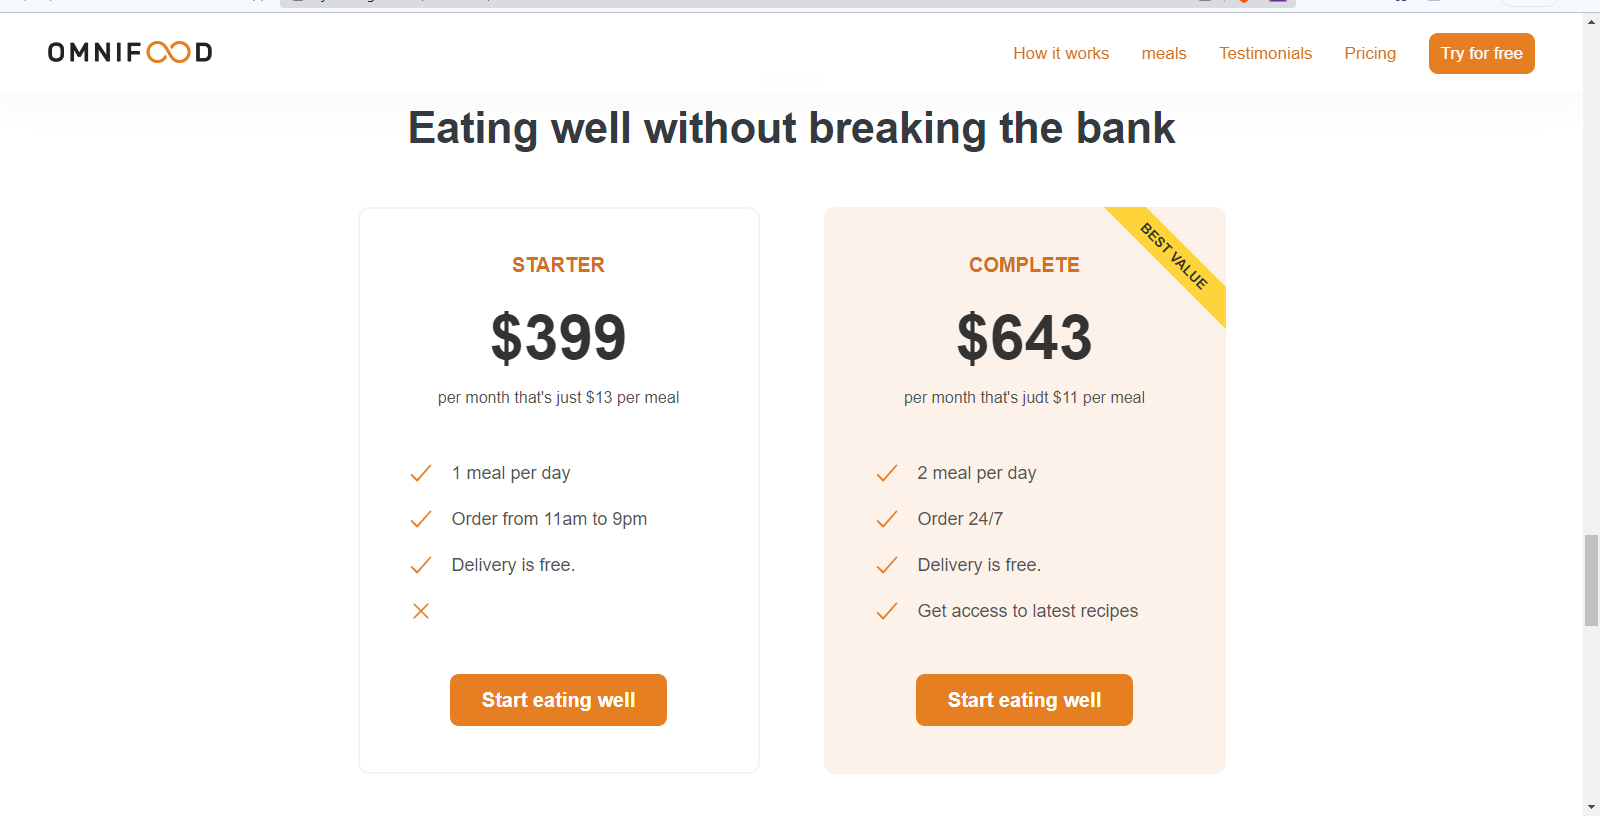 OMNIFOOD
How it works meals Testimonials Pricing Try for free
Eating well without breaking the bank
STARTER
$399
per month that's just $13 per meal
1 meal per day
Order from 11am to 9pm
Delivery is free.
Start eating well
BEST VALUE
COMPLETE
$643
per month that's judt $11 per meal
2 meal per day
Order 24/7
Delivery is free.
Get access to latest recipes
Start eating well